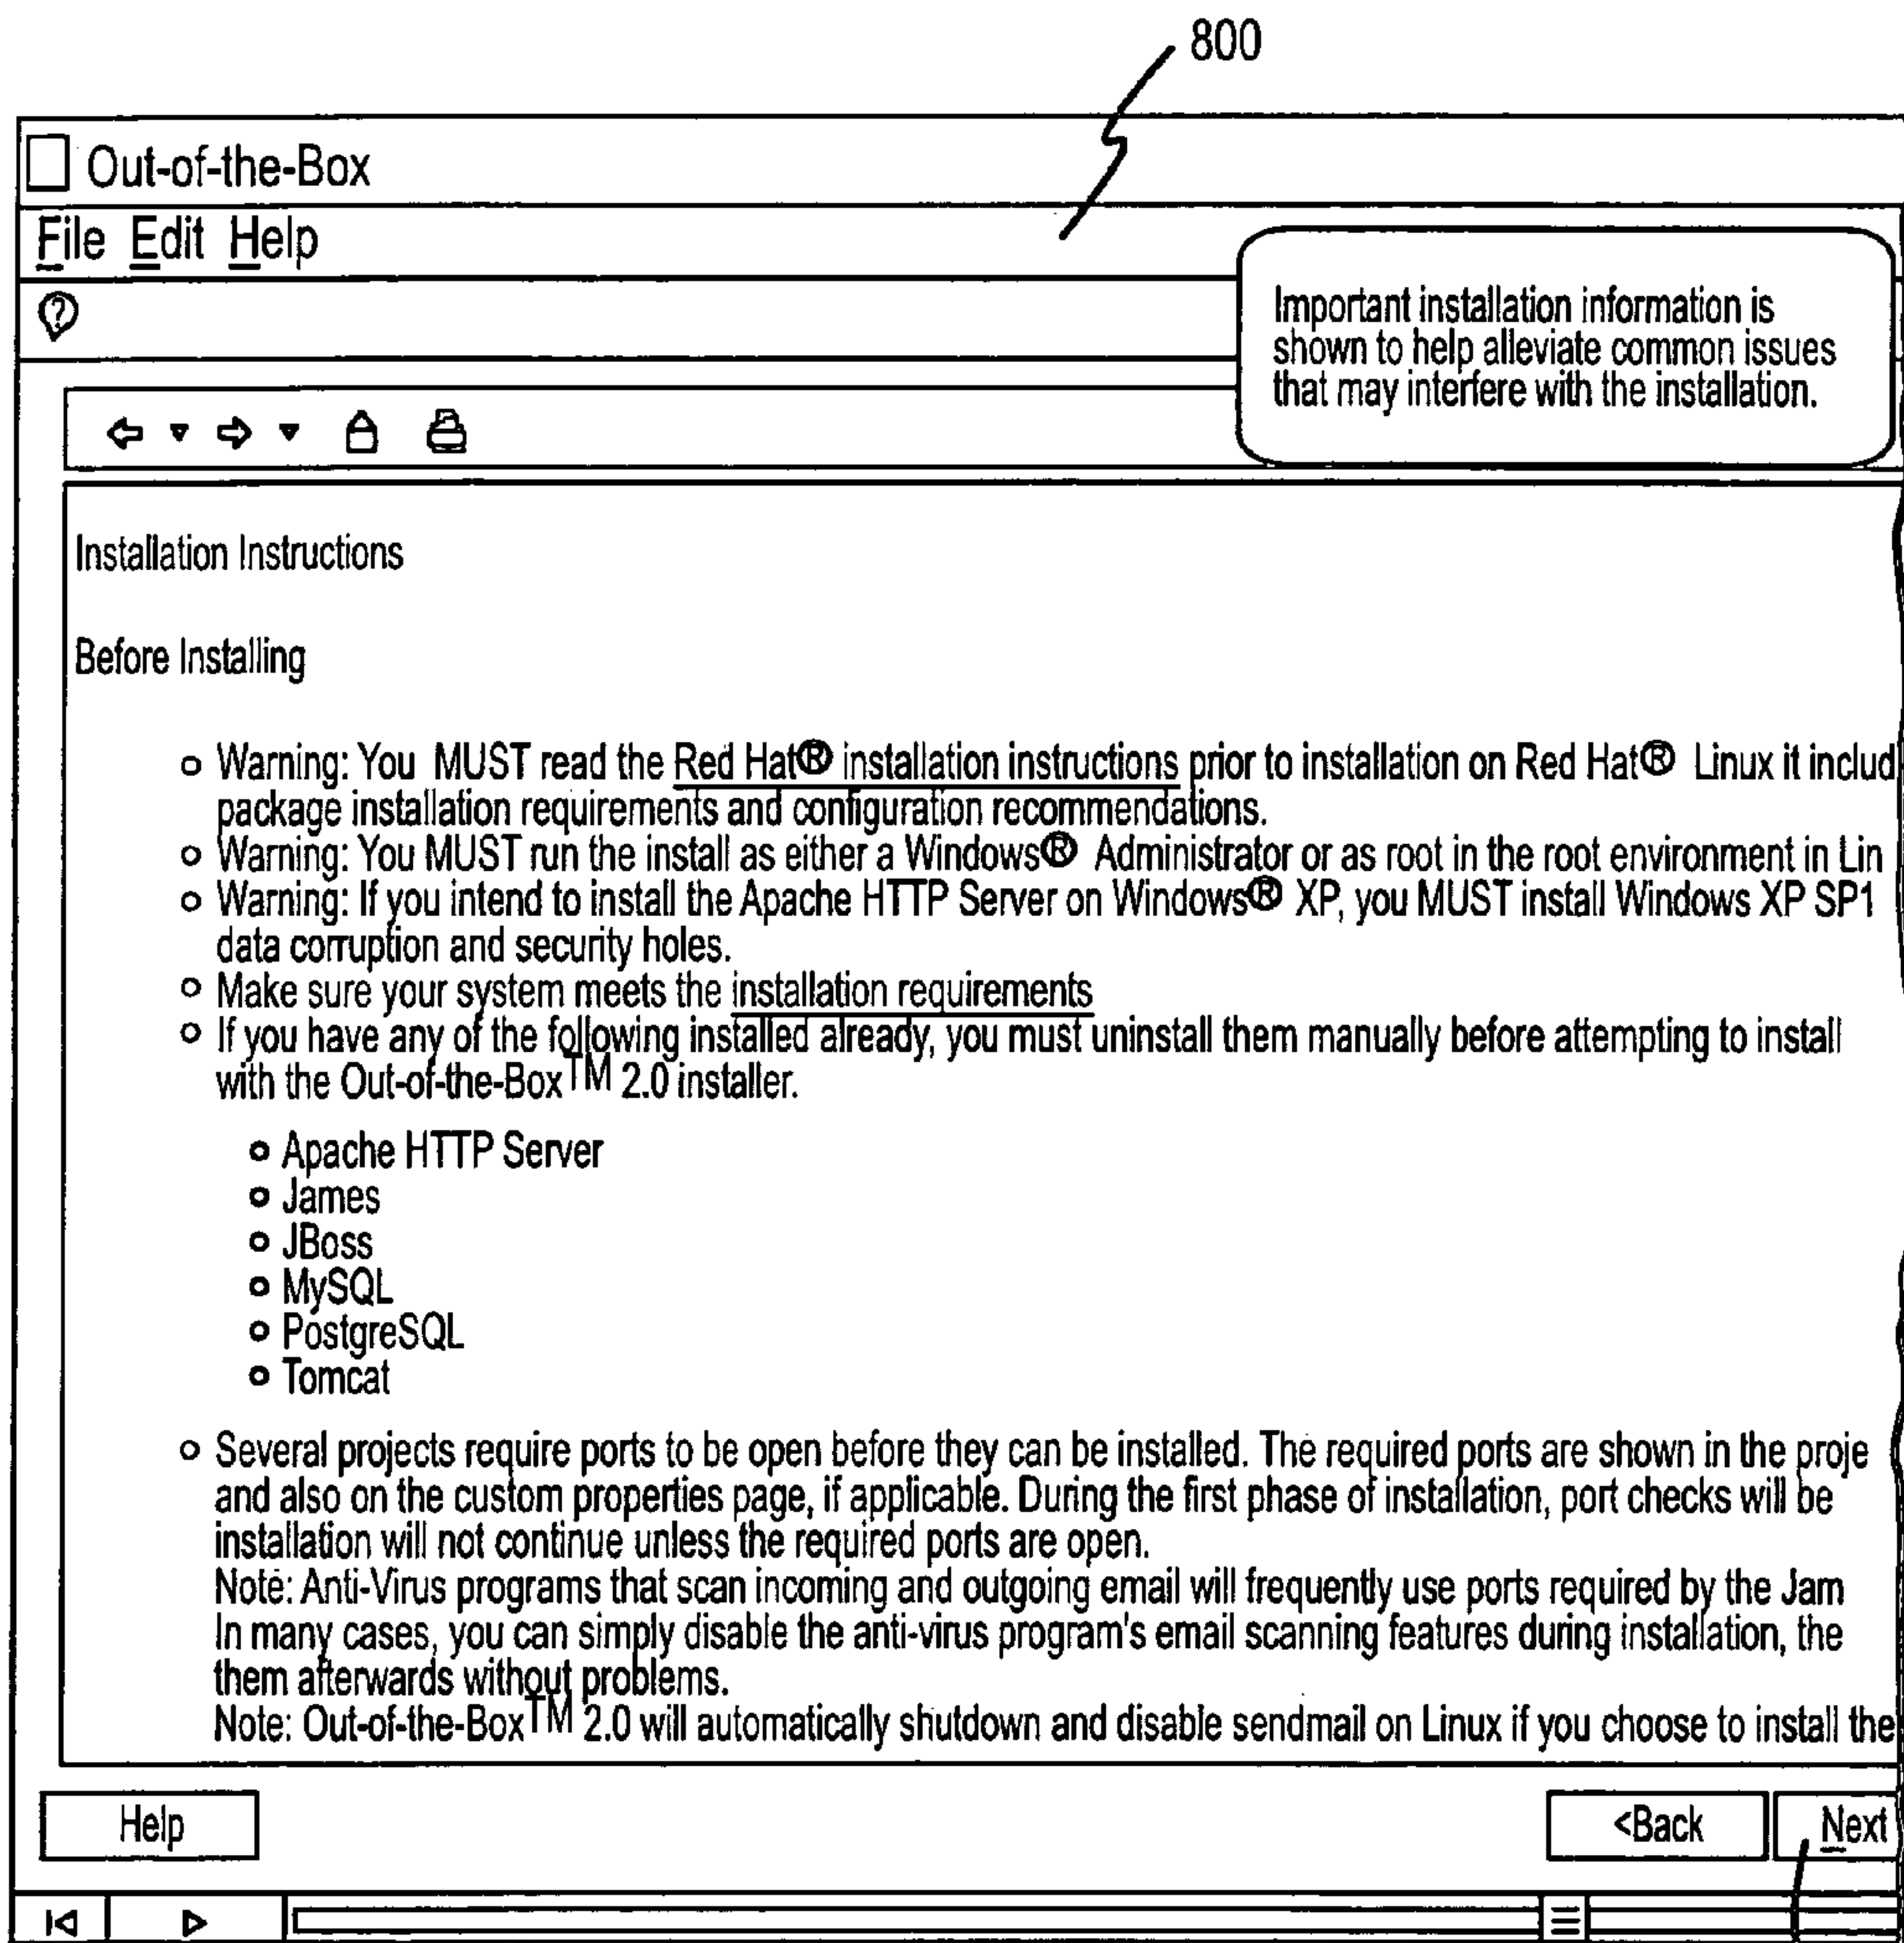 800
Out-of-the-Box
File Edit Help
Important installation information is
shown to help alleviate common issues
that may interfere with the installation.
Installation Instructions
Before Installing
Warning: You MUST read the Red Hat® installation instructions prior to installation on Red Hat® Linux it includ
package installation requirements and configuration recommendations.
Warning: You MUST run the install as either a Windows® Administrator or as root in the root environment in Lin
Warning: If you intend to install the Apache HTTP Server on Windows® XP, you MUST install Windows XP SP1
data corruption and security holes.
Make sure your system meets the installation requirements
If you have any of the following installed already, you must uninstall them manually before attempting to install
with the Out-of-the-Box™ 2.0 installer.
Apache HTTP Server
James
JBoss
MySQL
PostgreSQL
Tomcat
Several projects require ports to be open before they can be installed. The required ports are shown in the proje
and also on the custom properties page, if applicable. During the first phase of installation, port checks will be
installation will not continue unless the required ports are open.
Note: Anti-Virus programs that scan incoming and outgoing email will frequently use ports required by the Jam
In many cases, you can simply disable the anti-virus program's email scanning features during installation, the
them afterwards without problems.
Note: Out-of-the-Box™ 2.0 will automatically shutdown and disable sendmail on Linux if you choose to install the
Help
<Back
Next